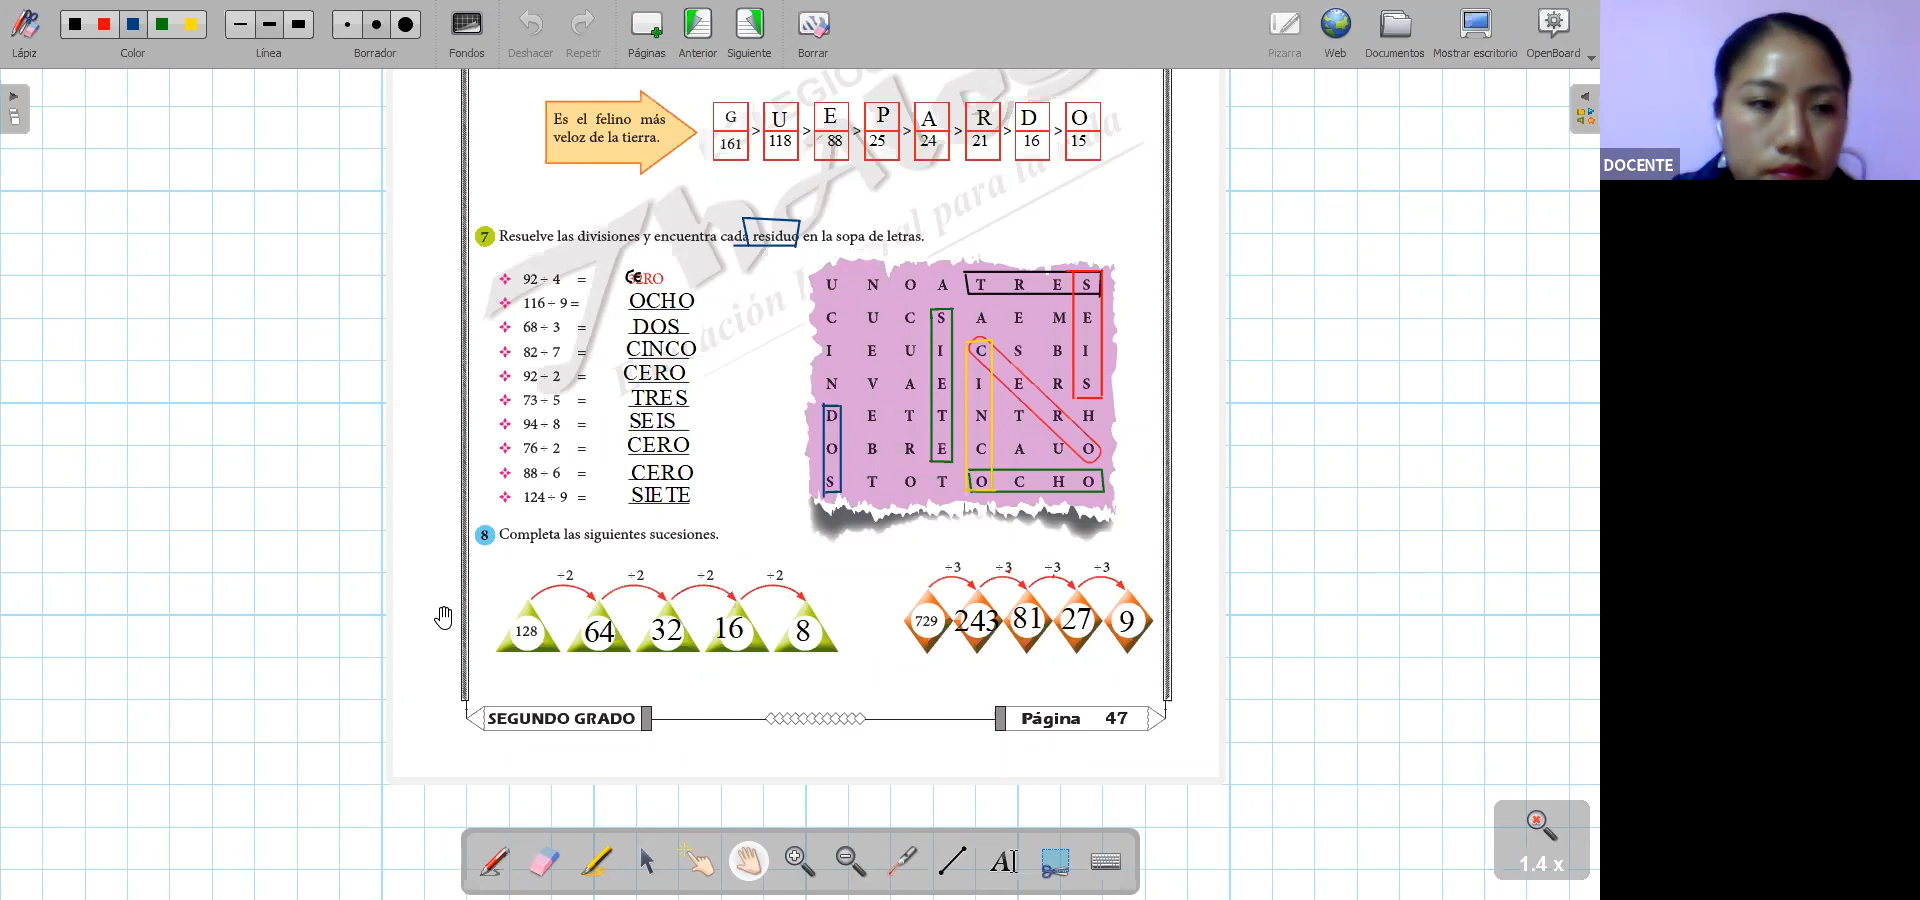 Lápiz Color Línea Borrador Fondos Deshacer Repetir Páginas Anterior Siguiente Borrar Pizarra Web Documentos Mostrar escritorio OpenBoard
DOCENTE
Es el felino más
veloz de la tierra.
G > U > E > P > A > R > D > O
161 118 88 25 24 21 16 15
7 Resuelve las divisiones y encuentra cada residuo en la sopa de letras.
92 ÷ 4 = CeRO
116 ÷ 9 = OCHO
68 ÷ 3 = DOS
82 ÷ 7 = CINCO
92 ÷ 2 = CERO
73 ÷ 5 = TRES
94 ÷ 8 = SEIS
76 ÷ 2 = CERO
88 ÷ 6 = CERO
124 ÷ 9 = SIETE
U N O A T R E S
C U C S A E M E
I E U I C S B I
N V A E I E R S
D E T T N T R H
O B R E C A U O
S T O T O C H O
8 Completa las siguientes sucesiones.
÷2 ÷2 ÷2 ÷2
128 64 32 16 8
÷3 ÷3 ÷3 ÷3
729 243 81 27 9
SEGUNDO GRADO
Página 47
1.4 x